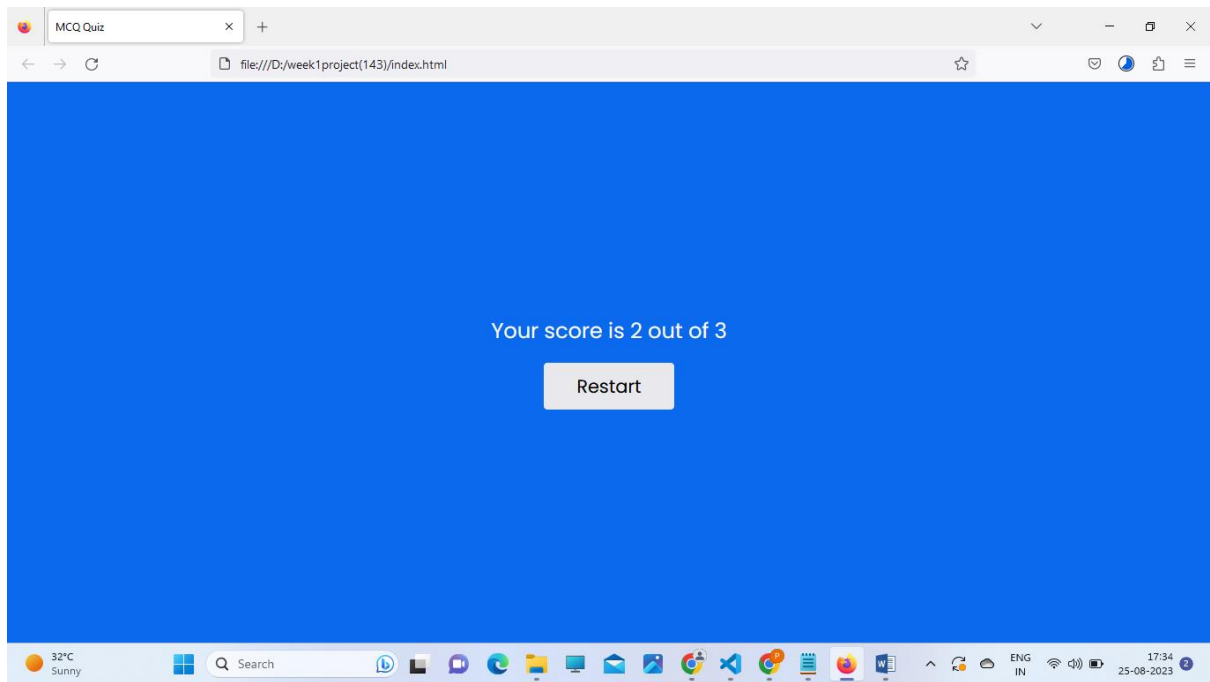 MCQ Quiz
file:///D:/week1project(143)/index.html
Your score is 2 out of 3
Restart
32°C
Sunny
Search
ENG
IN
17:34
25-08-2023
2